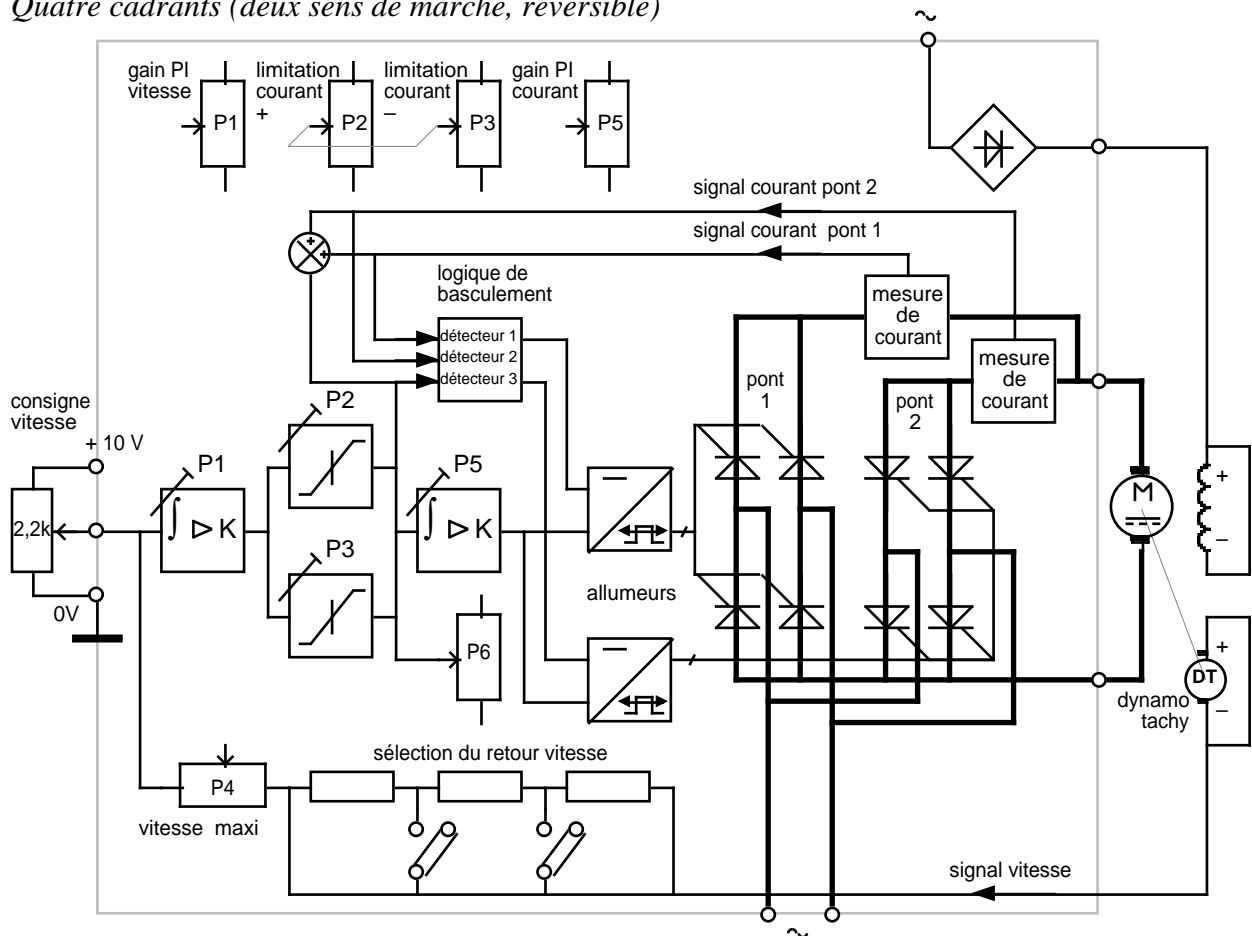 Quatre cadrants (deux sens de marche, réversible)
~
gain PI
vitesse
P1
limitation
courant
+
P2
limitation
courant
–
P3
gain PI
courant
P5
signal courant pont 2
signal courant pont 1
+
+
logique de
basculement
détecteur 1
détecteur 2
détecteur 3
mesure
de
courant
mesure
de
courant
pont
1
pont
2
consigne
vitesse
+ 10 V
2,2k
0V
P1
∫ ▷ K
P2
P3
P5
∫ ▷ K
P6
allumeurs
M
+
–
+
DT
–
dynamo
tachy
sélection du retour vitesse
P4
vitesse maxi
signal vitesse
~